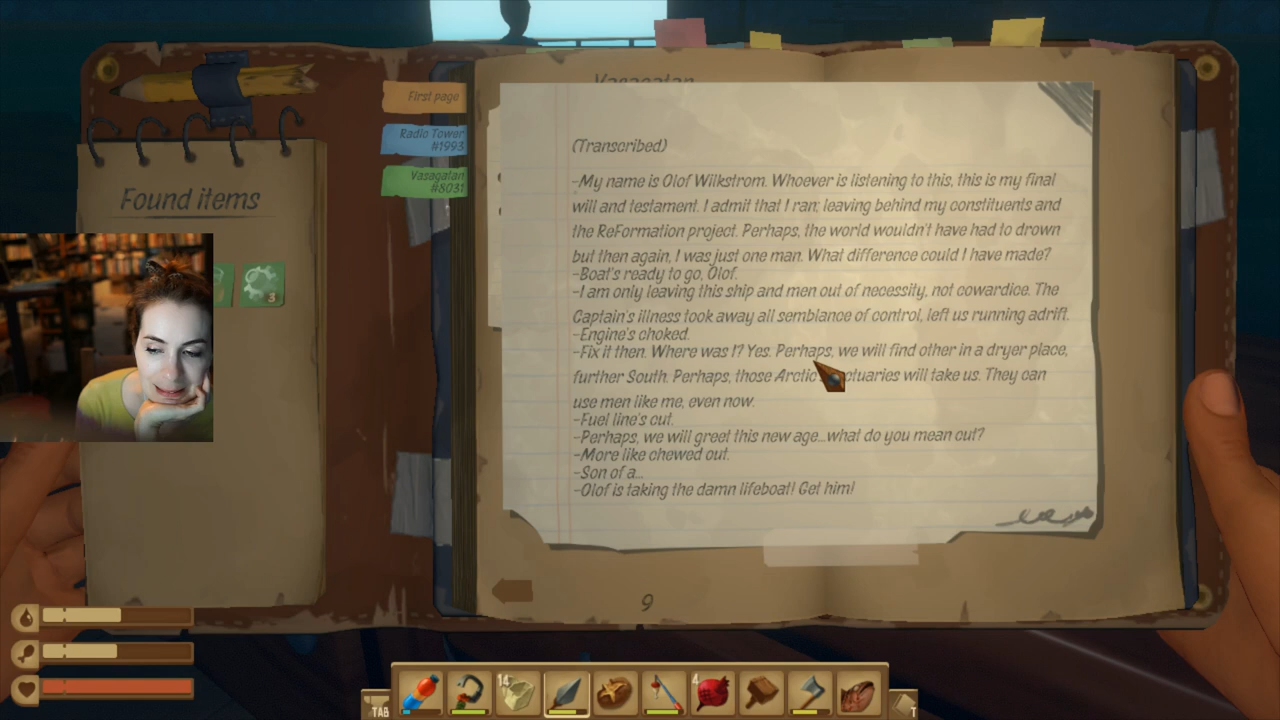 Vasagatan
First page
Radio Tower
#1993
Vasagatan
#8031
Found items
3
(Transcribed)
-My name is Olof Wilkstrom. Whoever is listening to this, this is my final
will and testament. I admit that I ran; leaving behind my constituents and
the ReFormation project. Perhaps, the world wouldn't have had to drown
but then again, I was just one man. What difference could I have made?
-Boat's ready to go, Olof.
-I am only leaving this ship and men out of necessity, not cowardice. The
Captain's illness took away all semblance of control, left us running adrift.
-Engine's choked.
-Fix it then. Where was I? Yes. Perhaps, we will find other in a dryer place,
further South. Perhaps, those Arctic ctuaries will take us. They can
use men like me, even now.
-Fuel line's cut.
-Perhaps, we will greet this new age...what do you mean out?
-More like chewed out.
-Son of a...
-Olof is taking the damn lifeboat! Get him!
9
TAB
14
4
T